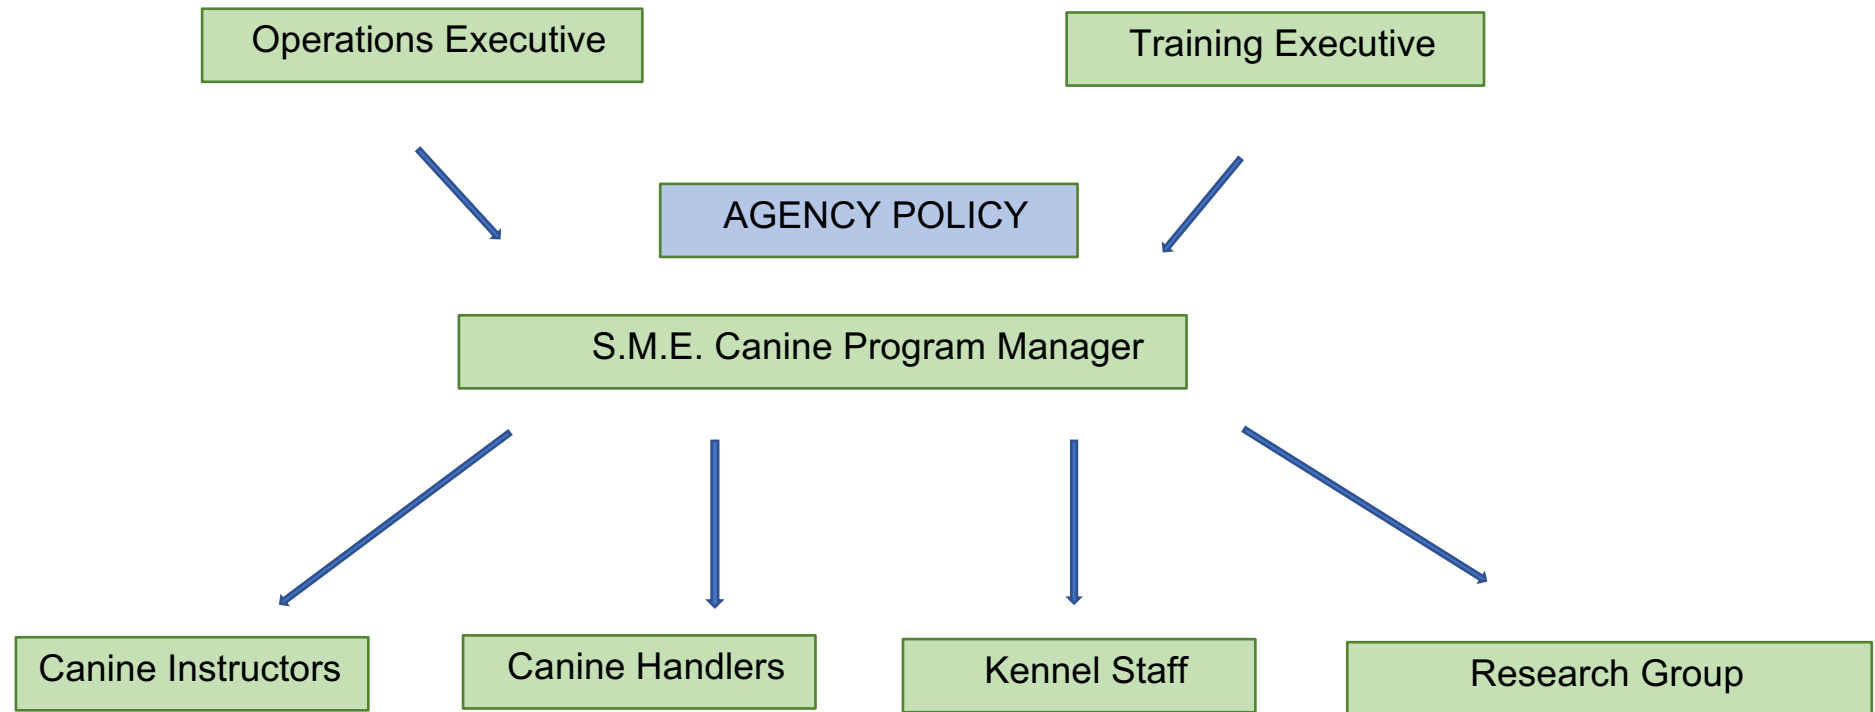 Operations Executive
Training Executive
AGENCY POLICY
S.M.E. Canine Program Manager
Canine Instructors
Canine Handlers
Kennel Staff
Research Group